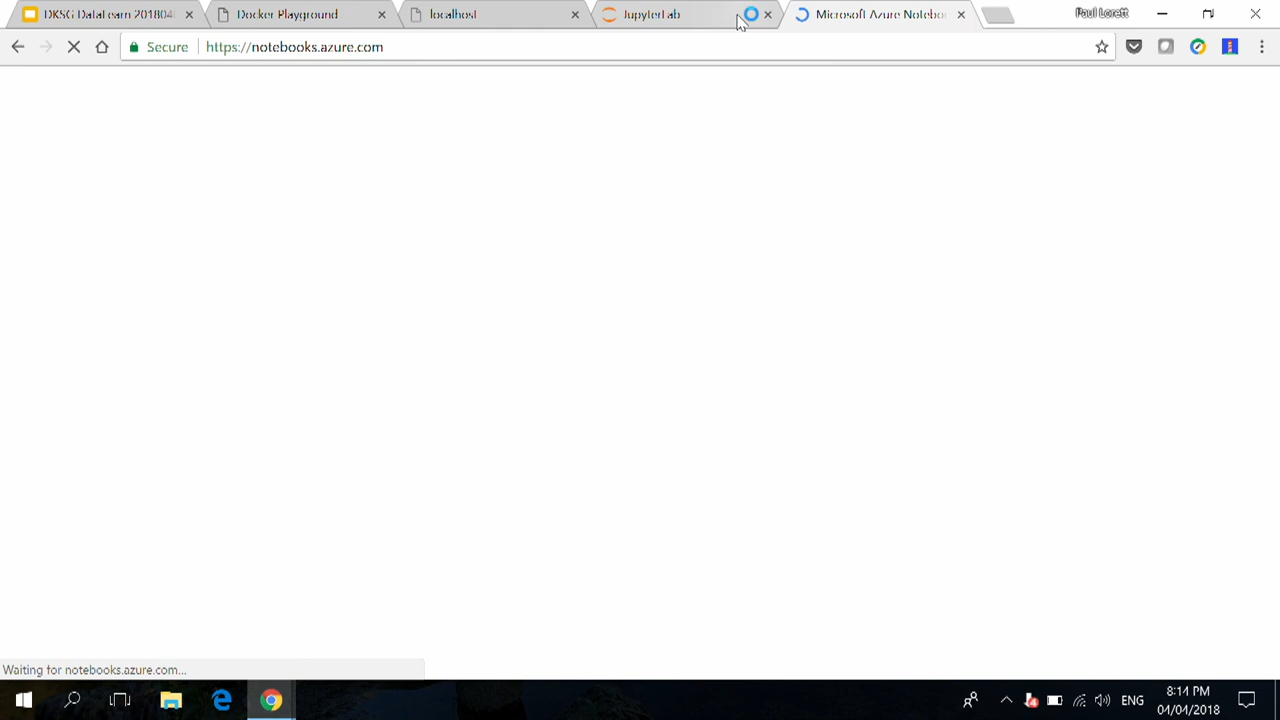 DKSG DataLearn 201804
Docker Playground
localhost
JupyterLab
Microsoft Azure Notebo
Paul Lorett
Secure
https://notebooks.azure.com
Waiting for notebooks.azure.com...
4
ENG
8:14 PM
04/04/2018